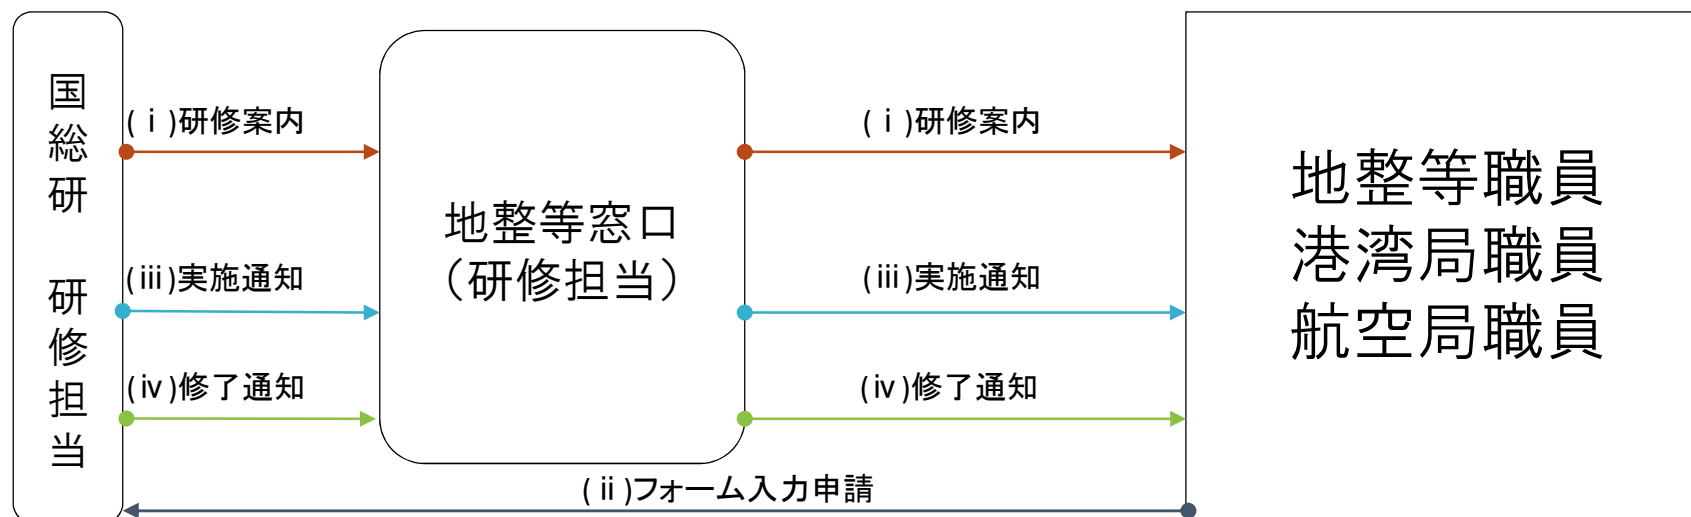 国総研 研修担当
(ⅰ)研修案内
(ⅲ)実施通知
(ⅳ)修了通知
地整等窓口
（研修担当）
(ⅰ)研修案内
(ⅲ)実施通知
(ⅳ)修了通知
(ⅱ)フォーム入力申請
地整等職員
港湾局職員
航空局職員